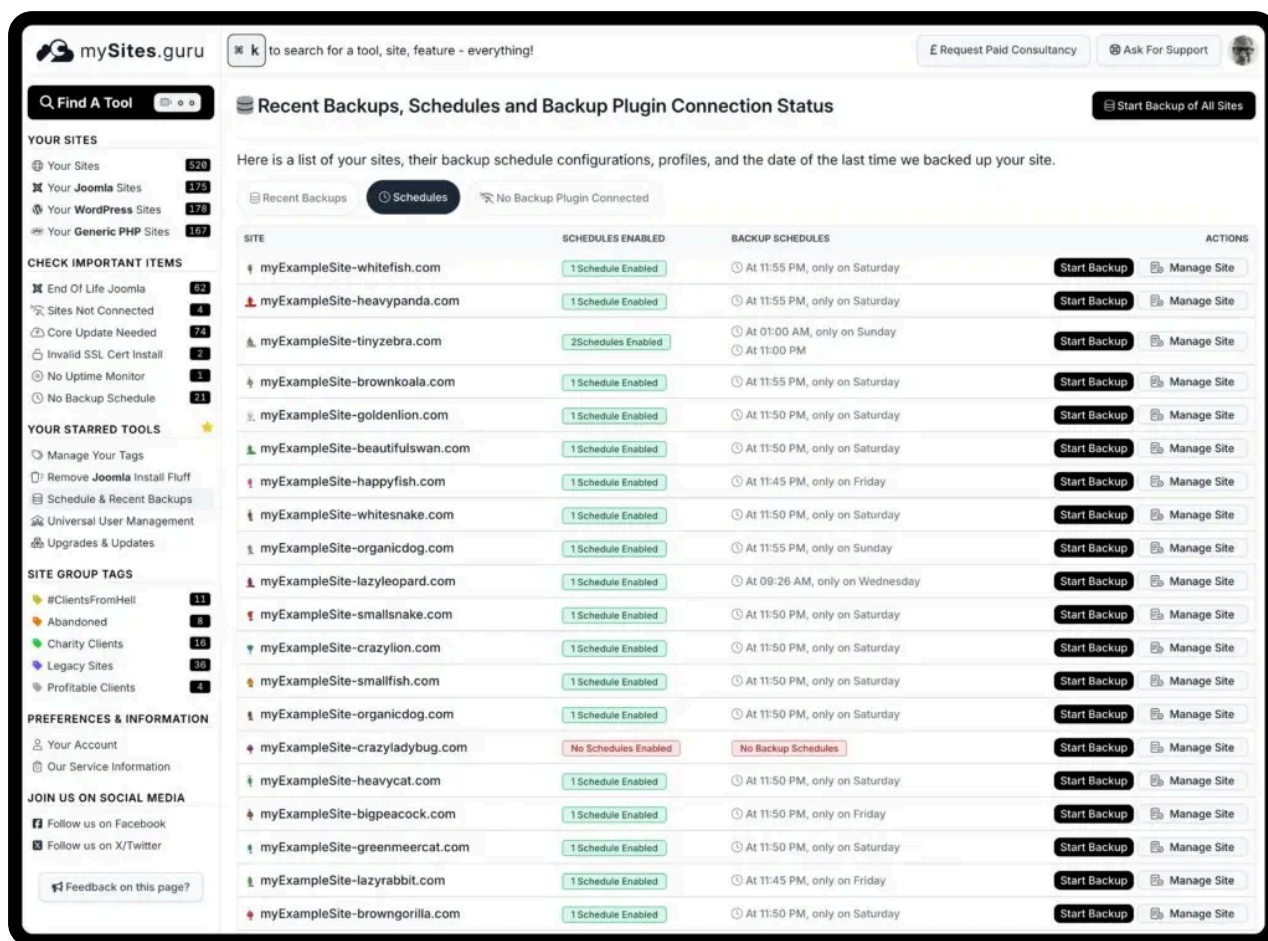 mySites.guru
⌘ k to search for a tool, site, feature - everything!
£ Request Paid Consultancy
Ask For Support
Find A Tool
YOUR SITES
Your Sites 520
Your Joomla Sites 175
Your WordPress Sites 178
Your Generic PHP Sites 167
CHECK IMPORTANT ITEMS
End Of Life Joomla 62
Sites Not Connected 4
Core Update Needed 74
Invalid SSL Cert Install 2
No Uptime Monitor 1
No Backup Schedule 21
YOUR STARRED TOOLS
Manage Your Tags
Remove Joomla Install Fluff
Schedule & Recent Backups
Universal User Management
Upgrades & Updates
SITE GROUP TAGS
#ClientsFromHell 11
Abandoned 8
Charity Clients 16
Legacy Sites 36
Profitable Clients 4
PREFERENCES & INFORMATION
Your Account
Our Service Information
JOIN US ON SOCIAL MEDIA
Follow us on Facebook
Follow us on X/Twitter
Feedback on this page?
Recent Backups, Schedules and Backup Plugin Connection Status
Start Backup of All Sites
Here is a list of your sites, their backup schedule configurations, profiles, and the date of the last time we backed up your site.
Recent Backups Schedules No Backup Plugin Connected
SITE SCHEDULES ENABLED BACKUP SCHEDULES ACTIONS
myExampleSite-whitefish.com 1 Schedule Enabled At 11:55 PM, only on Saturday Start Backup Manage Site
myExampleSite-heavypanda.com 1 Schedule Enabled At 11:55 PM, only on Saturday Start Backup Manage Site
myExampleSite-tinyzebra.com 2Schedules Enabled At 01:00 AM, only on Sunday Start Backup Manage Site
At 11:00 PM
myExampleSite-brownkoala.com 1 Schedule Enabled At 11:55 PM, only on Saturday Start Backup Manage Site
myExampleSite-goldenlion.com 1 Schedule Enabled At 11:50 PM, only on Saturday Start Backup Manage Site
myExampleSite-beautifulswan.com 1 Schedule Enabled At 11:50 PM, only on Saturday Start Backup Manage Site
myExampleSite-happyfish.com 1 Schedule Enabled At 11:45 PM, only on Friday Start Backup Manage Site
myExampleSite-whitesnake.com 1 Schedule Enabled At 11:50 PM, only on Saturday Start Backup Manage Site
myExampleSite-organicdog.com 1 Schedule Enabled At 11:55 PM, only on Sunday Start Backup Manage Site
myExampleSite-lazyleopard.com 1 Schedule Enabled At 09:26 AM, only on Wednesday Start Backup Manage Site
myExampleSite-smallsnake.com 1 Schedule Enabled At 11:50 PM, only on Saturday Start Backup Manage Site
myExampleSite-crazylion.com 1 Schedule Enabled At 11:50 PM, only on Saturday Start Backup Manage Site
myExampleSite-smallfish.com 1 Schedule Enabled At 11:50 PM, only on Saturday Start Backup Manage Site
myExampleSite-organicdog.com 1 Schedule Enabled At 11:50 PM, only on Saturday Start Backup Manage Site
myExampleSite-crazyladybug.com No Schedules Enabled No Backup Schedules Start Backup Manage Site
myExampleSite-heavycat.com 1 Schedule Enabled At 11:50 PM, only on Saturday Start Backup Manage Site
myExampleSite-bigpeacock.com 1 Schedule Enabled At 11:50 PM, only on Friday Start Backup Manage Site
myExampleSite-greenmeercat.com 1 Schedule Enabled At 11:50 PM, only on Saturday Start Backup Manage Site
myExampleSite-lazyrabbit.com 1 Schedule Enabled At 11:45 PM, only on Friday Start Backup Manage Site
myExampleSite-browngorilla.com 1 Schedule Enabled At 11:50 PM, only on Saturday Start Backup Manage Site